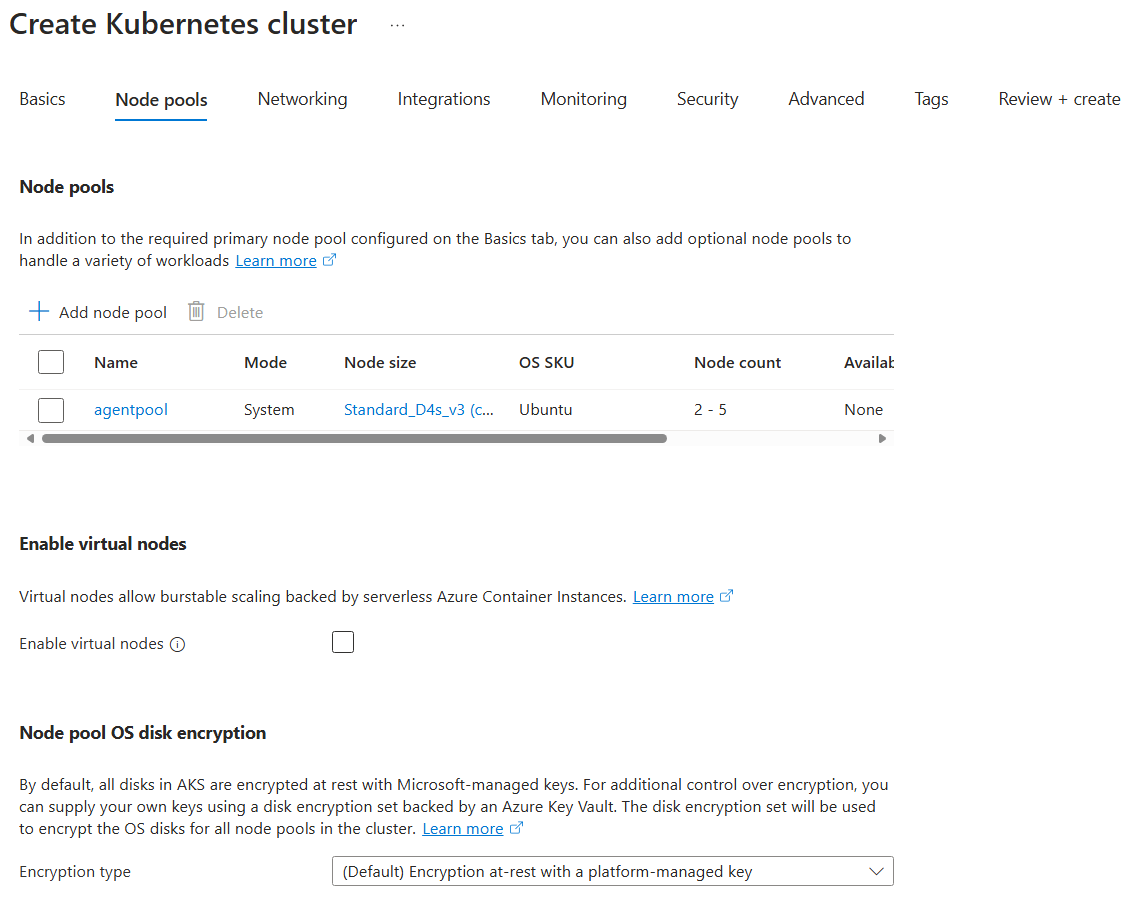 Create Kubernetes cluster ...
Basics Node pools Networking Integrations Monitoring Security Advanced Tags Review + create
Node pools
In addition to the required primary node pool configured on the Basics tab, you can also add optional node pools to
handle a variety of workloads Learn more
Add node pool Delete
Name Mode Node size OS SKU Node count Availab
agentpool System Standard_D4s_v3 (c... Ubuntu 2 - 5 None
Enable virtual nodes
Virtual nodes allow burstable scaling backed by serverless Azure Container Instances. Learn more
Enable virtual nodes
Node pool OS disk encryption
By default, all disks in AKS are encrypted at rest with Microsoft-managed keys. For additional control over encryption, you
can supply your own keys using a disk encryption set backed by an Azure Key Vault. The disk encryption set will be used
to encrypt the OS disks for all node pools in the cluster. Learn more
Encryption type (Default) Encryption at-rest with a platform-managed key